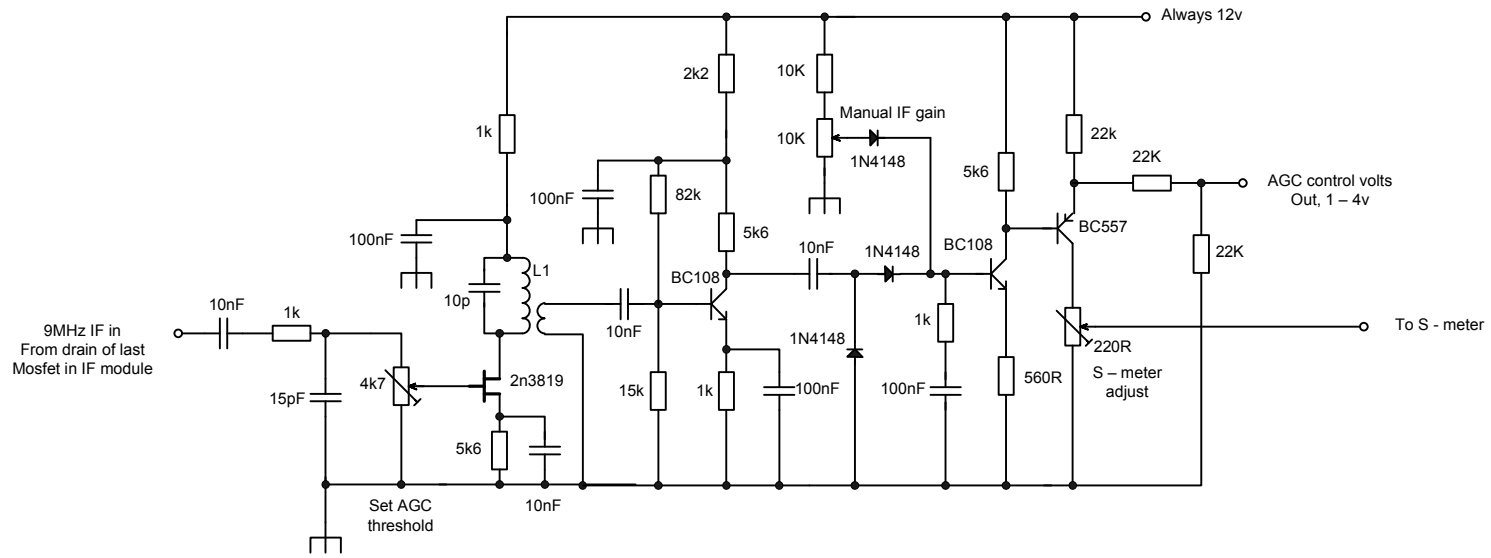 Always 12v
2k2
10K
Manual IF gain
1k
10K
1N4148
22k
22K
5k6
AGC control volts
Out, 1 – 4v
100nF
82k
100nF
5k6
BC557
22K
L1
BC108
10nF
1N4148
BC108
10p
10nF
1k
10nF
9MHz IF in
From drain of last
Mosfet in IF module
1k
1N4148
To S - meter
220R
S – meter
adjust
4k7
2n3819
15pF
15k
1k
100nF
100nF
560R
5k6
10nF
Set AGC
threshold